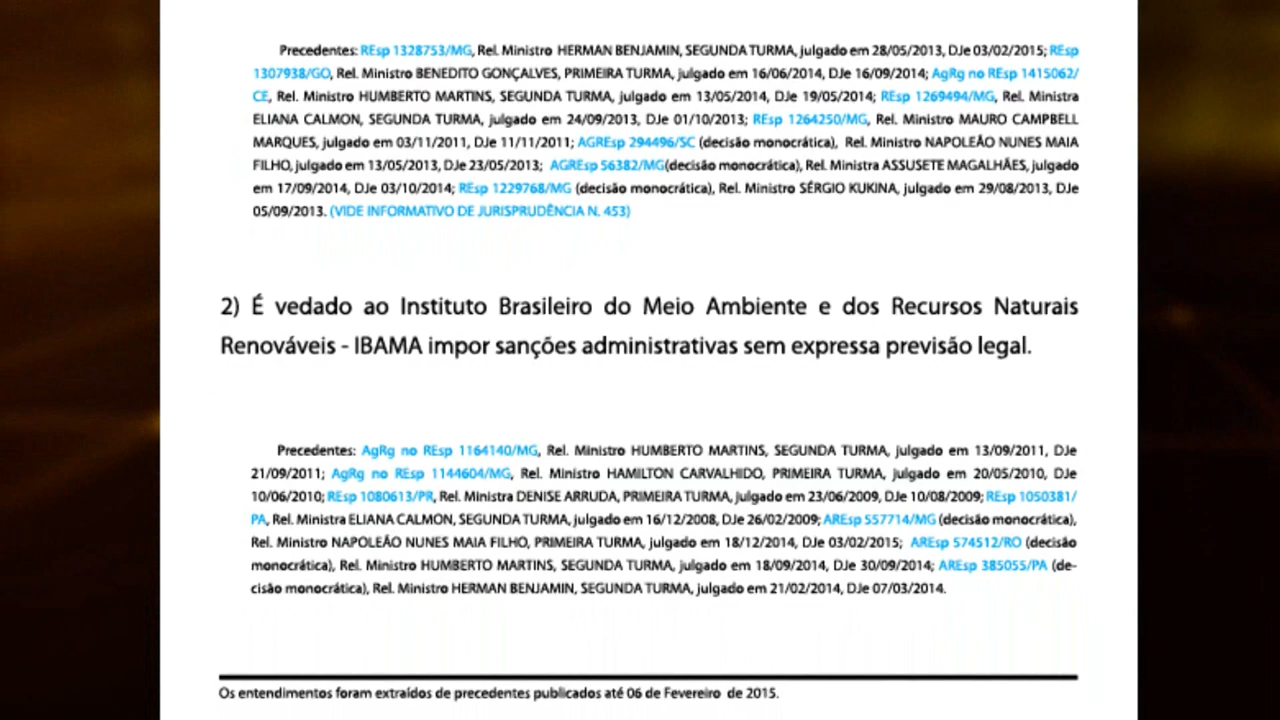 Precedentes: REsp 1328753/MG, Rel. Ministro HERMAN BENJAMIN, SEGUNDA TURMA, julgado em 28/05/2013, DJe 03/02/2015; REsp
1307938/GO, Rel. Ministro BENEDITO GONÇALVES, PRIMEIRA TURMA, julgado em 16/06/2014, DJe 16/09/2014; AgRg no REsp 1415062/
CE, Rel. Ministro HUMBERTO MARTINS, SEGUNDA TURMA, julgado em 13/05/2014, DJe 19/05/2014; REsp 1269494/MG, Rel. Ministra
ELIANA CALMON, SEGUNDA TURMA, julgado em 24/09/2013, DJe 01/10/2013; REsp 1264250/MG, Rel. Ministro MAURO CAMPBELL
MARQUES, julgado em 03/11/2011, DJe 11/11/2011; AGREsp 294496/SC (decisão monocrática), Rel. Ministro NAPOLEÃO NUNES MAIA
FILHO, julgado em 13/05/2013, DJe 23/05/2013; AGREsp 56382/MG(decisão monocrática), Rel. Ministra ASSUSETE MAGALHÃES, julgado
em 17/09/2014, DJe 03/10/2014; REsp 1229768/MG (decisão monocrática), Rel. Ministro SÉRGIO KUKINA, julgado em 29/08/2013, DJe
05/09/2013. (VIDE INFORMATIVO DE JURISPRUDÊNCIA N. 453)
2) É vedado ao Instituto Brasileiro do Meio Ambiente e dos Recursos Naturais
Renováveis - IBAMA impor sanções administrativas sem expressa previsão legal.
Precedentes: AgRg no REsp 1164140/MG, Rel. Ministro HUMBERTO MARTINS, SEGUNDA TURMA, julgado em 13/09/2011, DJe
21/09/2011; AgRg no REsp 1144604/MG, Rel. Ministro HAMILTON CARVALHIDO, PRIMEIRA TURMA, julgado em 20/05/2010, DJe
10/06/2010; REsp 1080613/PR, Rel. Ministra DENISE ARRUDA, PRIMEIRA TURMA, julgado em 23/06/2009, DJe 10/08/2009; REsp 1050381/
PA, Rel. Ministra ELIANA CALMON, SEGUNDA TURMA, julgado em 16/12/2008, DJe 26/02/2009; AREsp 557714/MG (decisão monocrática),
Rel. Ministro NAPOLEÃO NUNES MAIA FILHO, PRIMEIRA TURMA, julgado em 18/12/2014, DJe 03/02/2015; AREsp 574512/RO (decisão
monocrática), Rel. Ministro HUMBERTO MARTINS, SEGUNDA TURMA, julgado em 18/09/2014, DJe 30/09/2014; AREsp 385055/PA (de-
cisão monocrática), Rel. Ministro HERMAN BENJAMIN, SEGUNDA TURMA, julgado em 21/02/2014, DJe 07/03/2014.
Os entendimentos foram extraídos de precedentes publicados até 06 de Fevereiro de 2015.